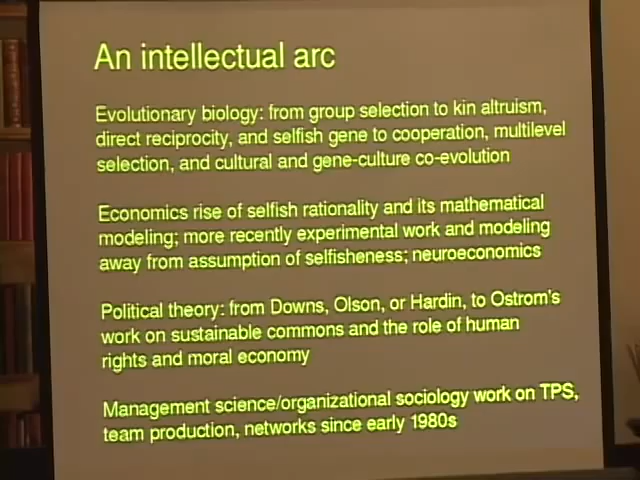 An intellectual arc
Evolutionary biology: from group selection to kin altruism,
direct reciprocity, and selfish gene to cooperation, multilevel
selection, and cultural and gene-culture co-evolution
Economics rise of selfish rationality and its mathematical
modeling; more recently experimental work and modeling
away from assumption of selfisheness; neuroeconomics
Political theory: from Downs, Olson, or Hardin, to Ostrom's
work on sustainable commons and the role of human
rights and moral economy
Management science/organizational sociology work on TPS,
team production, networks since early 1980s